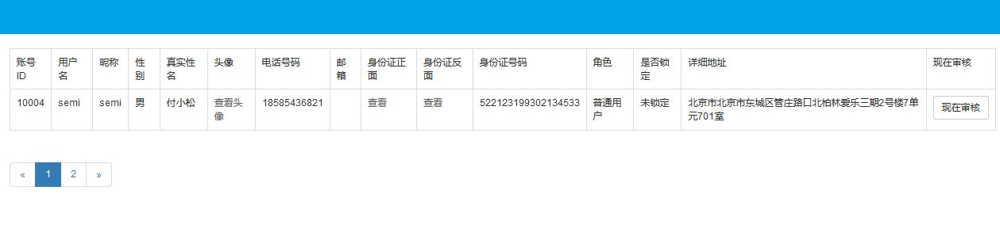 账号ID 用户名 昵称 性别 真实性名 头像 电话号码 邮箱 身份证正面 身份证反面 身份证号码 角色 是否锁定 详细地址 现在审核
10004 semi semi 男 付小松 查看头像 18585436821 查看 查看 522123199302134533 普通用户 未锁定 北京市北京市东城区管庄路口北柏林爱乐三期2号楼7单元701室 现在审核
« 1 2 »